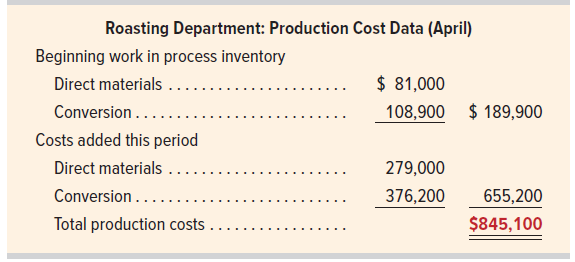 Roasting Department: Production Cost Data (April)
Beginning work in process inventory
Direct materials . . . . . . . . . . . . . . . . . . . . . . . $ 81,000
Conversion . . . . . . . . . . . . . . . . . . . . . . . . . . . 108,900 $ 189,900
Costs added this period
Direct materials . . . . . . . . . . . . . . . . . . . . . . . 279,000
Conversion . . . . . . . . . . . . . . . . . . . . . . . . . . . 376,200 655,200
Total production costs . . . . . . . . . . . . . . . . . $845,100